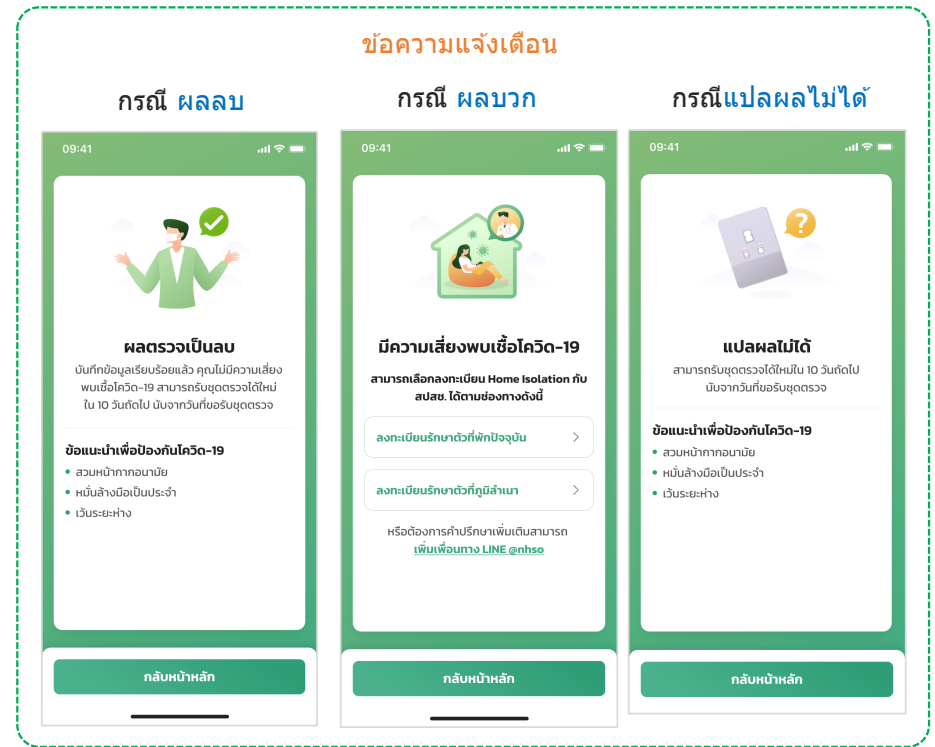 ข้อความแจ้งเตือน
กรณี ผลลบ
09:41
ผลตรวจเป็นลบ
บันทึกข้อมูลเรียบร้อยแล้ว คุณไม่มีความเสี่ยง
พบเชื้อโควิด-19 สามารถรับชุดตรวจได้ใหม่
ใน 10 วันถัดไป นับจากวันที่ขอรับชุดตรวจ
ข้อแนะนำเพื่อป้องกันโควิด-19
• สวมหน้ากากอนามัย
• หมั่นล้างมือเป็นประจำ
• เว้นระยะห่าง
กลับหน้าหลัก
กรณี ผลบวก
09:41
มีความเสี่ยงพบเชื้อโควิด-19
สามารถเลือกลงทะเบียน Home Isolation กับ
สปสช. ได้ตามช่องทางดังนี้
ลงทะเบียนรักษาตัวที่พักปัจจุบัน
ลงทะเบียนรักษาตัวที่ภูมิลำเนา
หรือต้องการคำปรึกษาเพิ่มเติมสามารถ
เพิ่มเพื่อนทาง LINE @nhso
กลับหน้าหลัก
กรณีแปลผลไม่ได้
09:41
?
แปลผลไม่ได้
สามารถรับชุดตรวจได้ใหม่ใน 10 วันถัดไป
นับจากวันที่ขอรับชุดตรวจ
ข้อแนะนำเพื่อป้องกันโควิด-19
• สวมหน้ากากอนามัย
• หมั่นล้างมือเป็นประจำ
• เว้นระยะห่าง
กลับหน้าหลัก